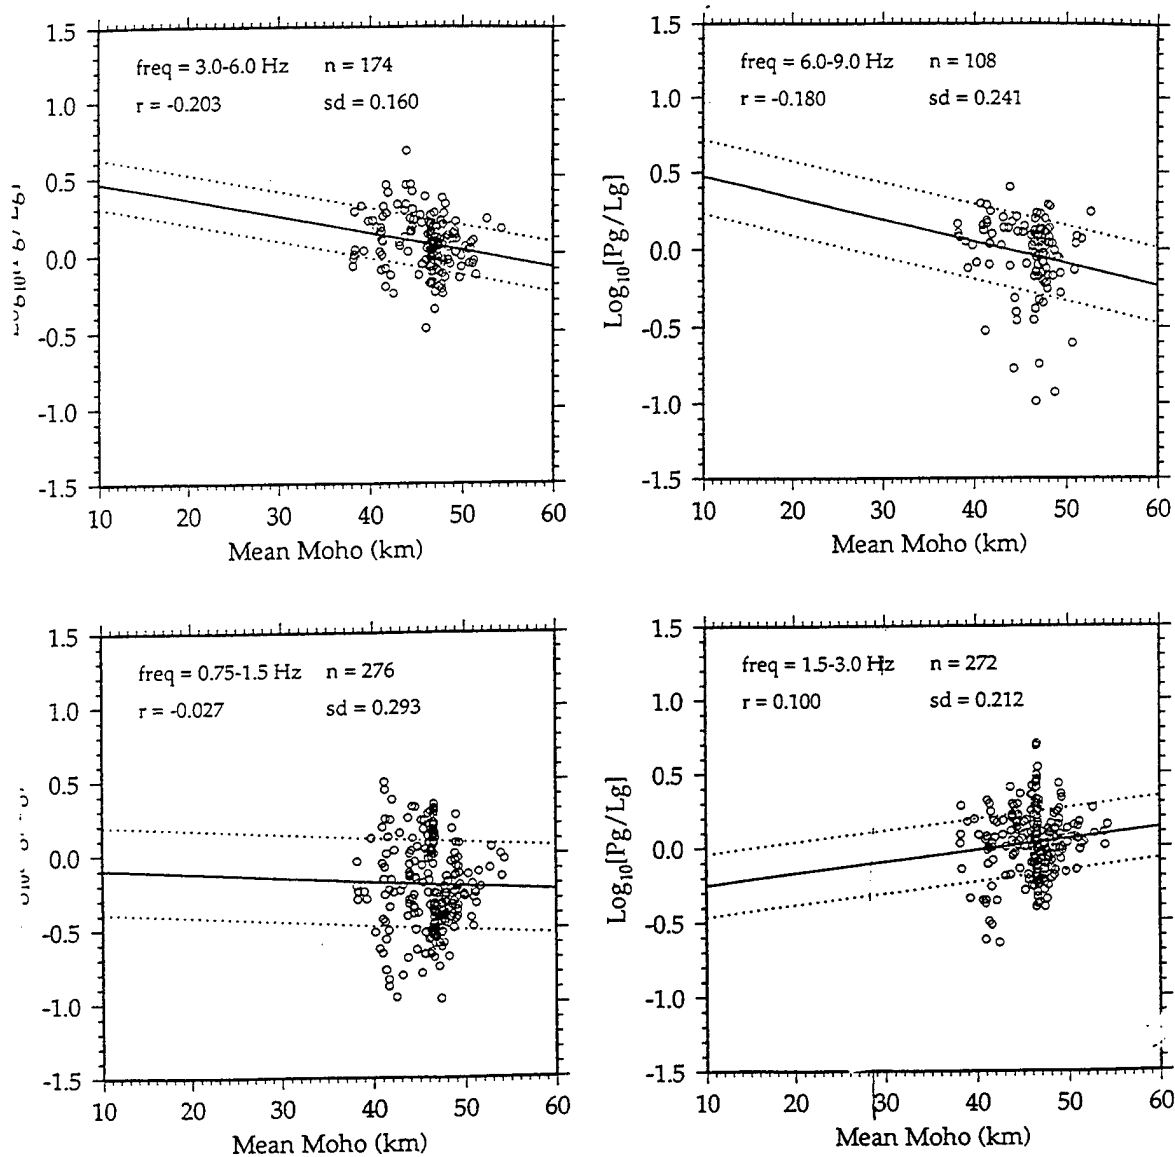 1.5
freq = 3.0-6.0 Hz n = 174
r = -0.203 sd = 0.160
1.0
0.5
0.0
-0.5
-1.0
-1.5
10 20 30 40 50 60
Mean Moho (km)
1.5
freq = 6.0-9.0 Hz n = 108
r = -0.180 sd = 0.241
1.0
0.5
0.0
-0.5
-1.0
-1.5
Log10[Pg/Lg]
10 20 30 40 50 60
Mean Moho (km)
1.5
freq = 0.75-1.5 Hz n = 276
r = -0.027 sd = 0.293
1.0
0.5
0.0
-0.5
-1.0
-1.5
10 20 30 40 50 60
Mean Moho (km)
1.5
freq = 1.5-3.0 Hz n = 272
r = 0.100 sd = 0.212
1.0
0.5
0.0
-0.5
-1.0
-1.5
Log10[Pg/Lg]
10 20 30 40 50 60
Mean Moho (km)